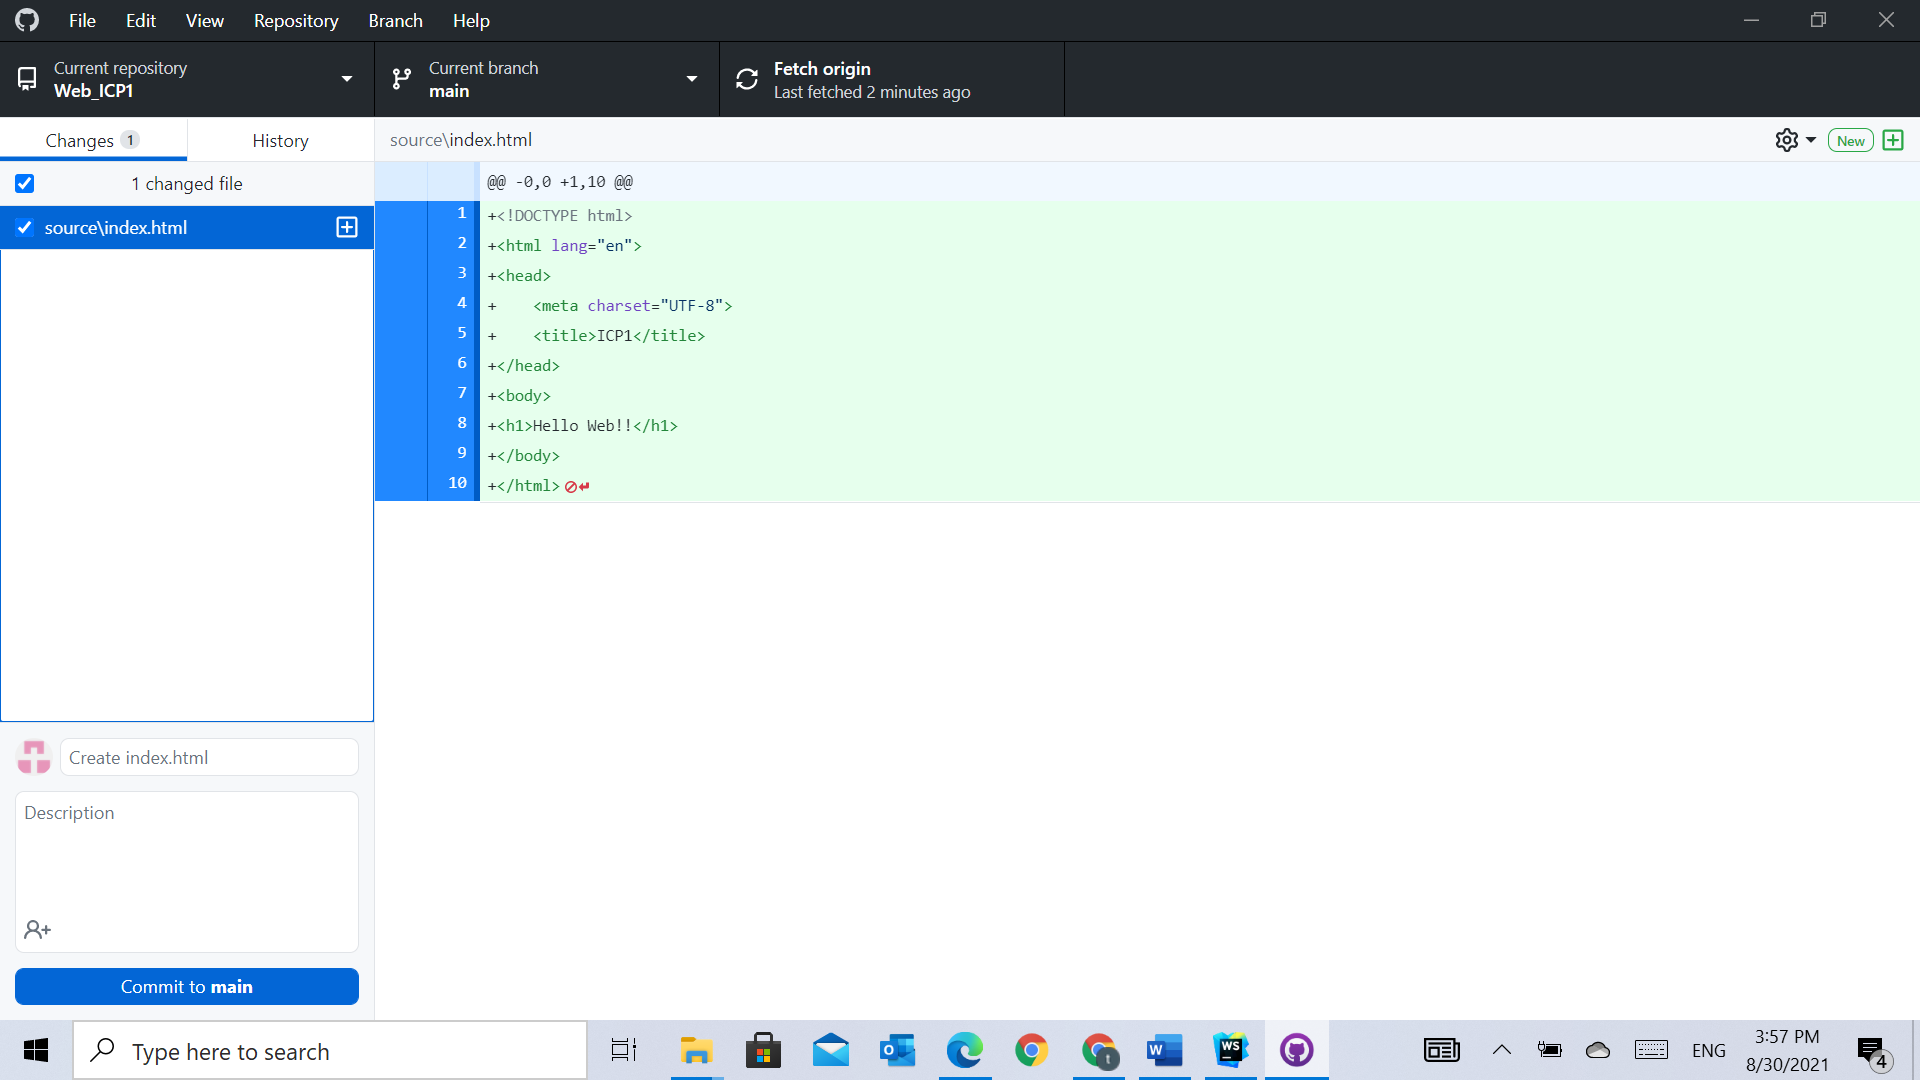 File Edit View Repository Branch Help
Current repository
Web_ICP1
Current branch
main
Fetch origin
Last fetched 2 minutes ago
Changes 1
History
source\index.html
New
1 changed file
source\index.html
@@ -0,0 +1,10 @@
1 +<!DOCTYPE html>
2 +<html lang="en">
3 +<head>
4 +    <meta charset="UTF-8">
5 +    <title>ICP1</title>
6 +</head>
7 +<body>
8 +<h1>Hello Web!!</h1>
9 +</body>
10 +</html>
Create index.html
Description
Commit to main
Type here to search
O
t
W
WS
ENG
3:57 PM
8/30/2021
4